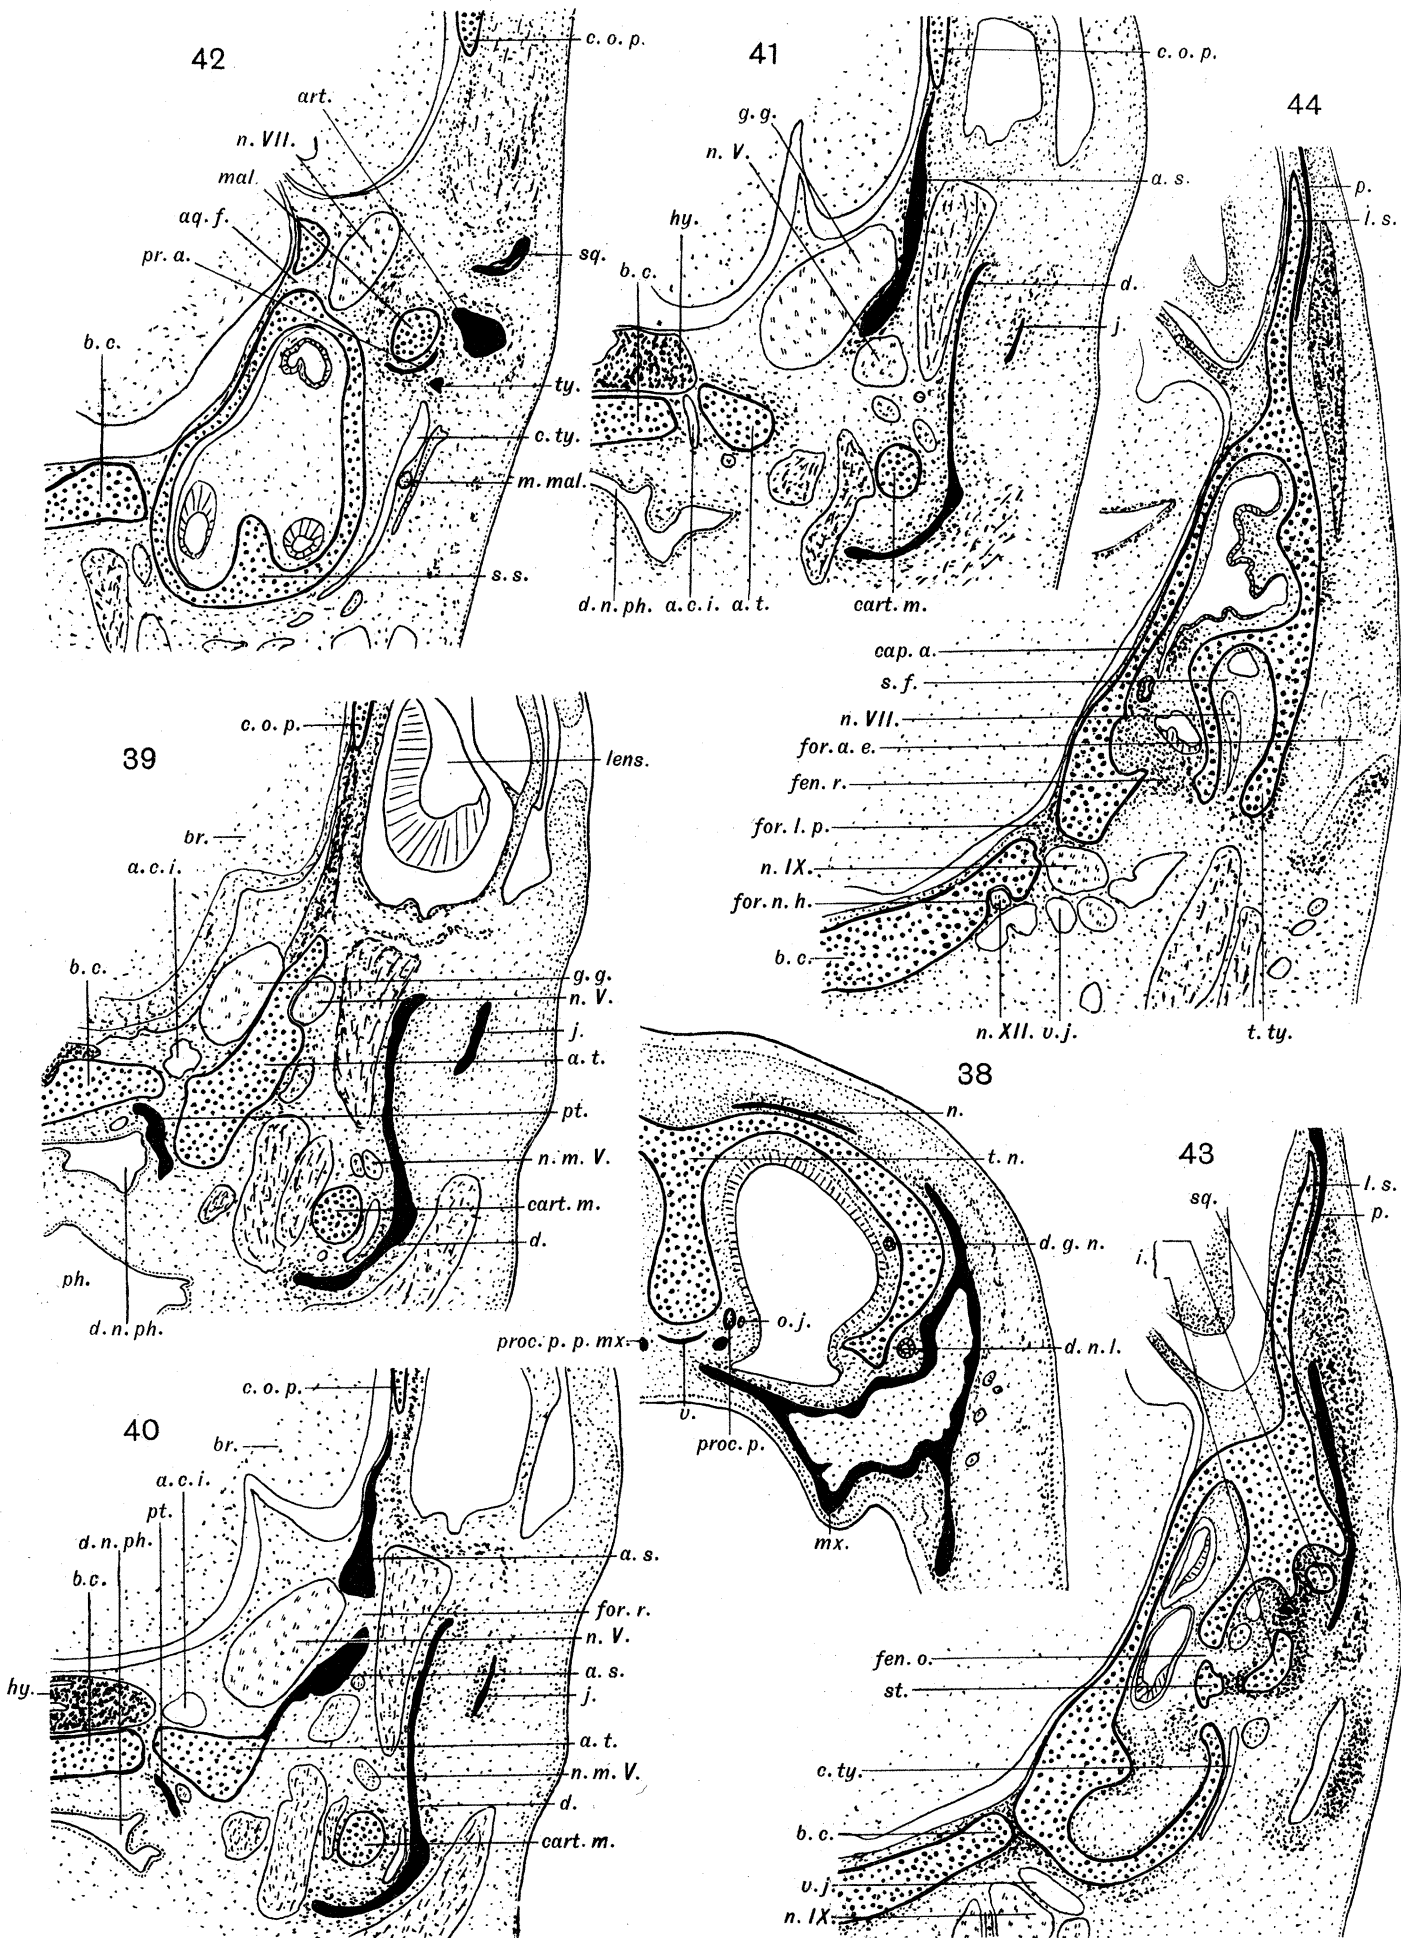 42
c.o.p.
art.
n. VII.
mal.
aq. f.
pr. a.
sq.
b. c.
ty.
c. ty.
m. mal.
s. s.
41
c. o. p.
g. g.
n. V.
a. s.
hy.
b. c.
d.
j.
d. n. ph. a. c. i. a. t.
cart. m.
44
p.
l. s.
cap. a.
s. f.
n. VII.
for. a. e.
fen. r.
for. l. p.
n. IX.
for. n. h.
b. c.
n. XII. v. j.
t. ty.
39
c. o. p.
lens.
br.
a. c. i.
b. c.
g. g.
n. V.
j.
a. t.
pt.
n. m. V.
cart. m.
d.
ph.
d. n. ph.
38
n.
t. n.
d. g. n.
o. j.
proc. p. p. mx.
d. n. l.
v.
proc. p.
mx.
43
sq.
l. s.
p.
i.
fen. o.
st.
c. ty.
b. c.
v. j.
n. IX.
40
c. o. p.
br.
a. c. i.
pt.
d. n. ph.
b. c.
a. s.
for. r.
n. V.
a. s.
hy.
j.
a. t.
n. m. V.
d.
cart. m.